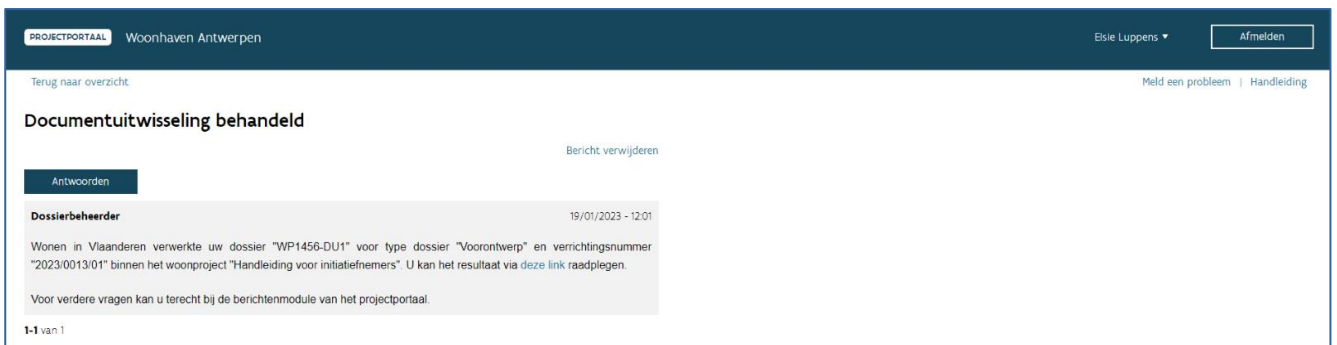 PROJECTPORTAAL Woonhaven Antwerpen Elsie Luppens ▼ Afmelden
Terug naar overzicht Meld een probleem | Handleiding
Documentuitwisseling behandeld
Bericht verwijderen
Antwoorden
Dossierbeheerder 19/01/2023 - 12:01
Wonen in Vlaanderen verwerkte uw dossier "WP1456-DU1" voor type dossier "Voorontwerp" en verrichtingsnummer
"2023/0013/01" binnen het woonproject "Handleiding voor initiatiefnemers". U kan het resultaat via deze link raadplegen.
Voor verdere vragen kan u terecht bij de berichtenmodule van het projectportaal.
1-1 van 1